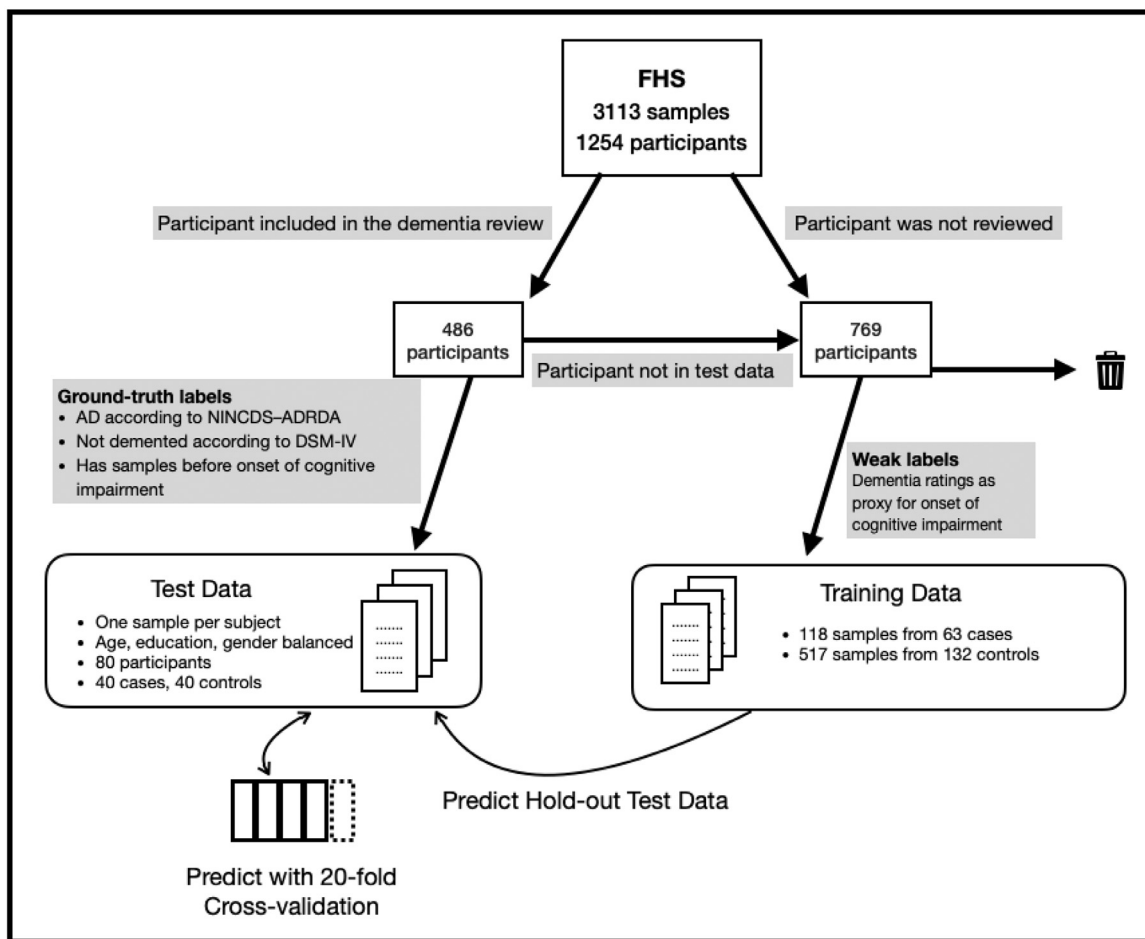 FHS
3113 samples
1254 participants
Participant included in the dementia review
Participant was not reviewed
486
participants
769
participants
Participant not in test data
Ground-truth labels
• AD according to NINCDS–ADRDA
• Not demented according to DSM-IV
• Has samples before onset of cognitive
impairment
Weak labels
Dementia ratings as
proxy for onset of
cognitive impairment
Test Data
• One sample per subject
• Age, education, gender balanced
• 80 participants
• 40 cases, 40 controls
Training Data
• 118 samples from 63 cases
• 517 samples from 132 controls
Predict Hold-out Test Data
Predict with 20-fold
Cross-validation